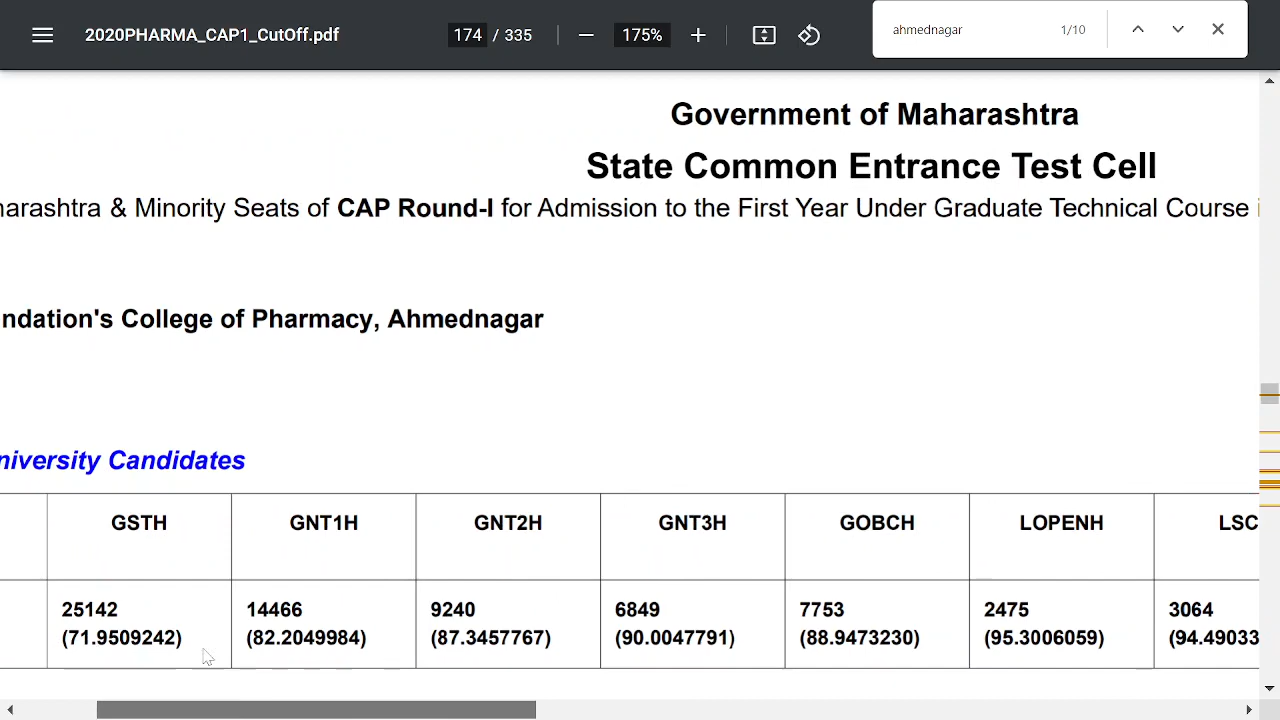 2020PHARMA_CAP1_CutOff.pdf 174 / 335 175% ahmednagar 1/10
Government of Maharashtra
State Common Entrance Test Cell
harashtra & Minority Seats of CAP Round-I for Admission to the First Year Under Graduate Technical Course i
ndation's College of Pharmacy, Ahmednagar
niversity Candidates
GSTH GNT1H GNT2H GNT3H GOBCH LOPENH LSC
25142 14466 9240 6849 7753 2475 3064
(71.9509242) (82.2049984) (87.3457767) (90.0047791) (88.9473230) (95.3006059) (94.49033